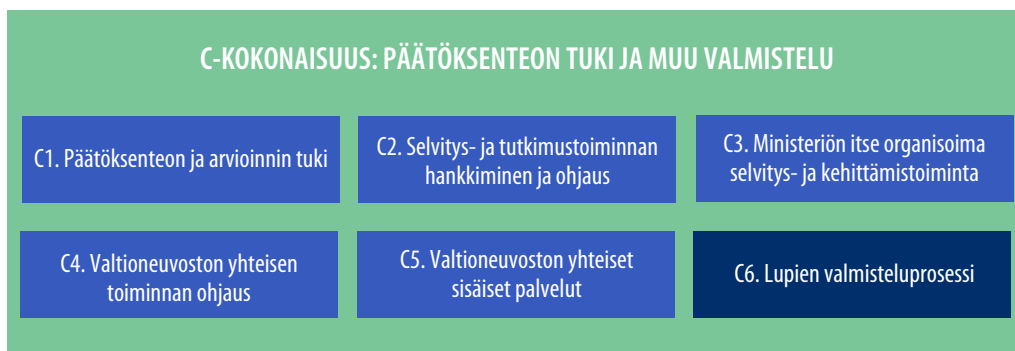 C-KOKONAISUUS: PÄÄTÖKSENTEON TUKI JA MUU VALMISTELU
C1. Päätöksenteon ja arvioinnin tuki
C2. Selvitys- ja tutkimustoiminnan
hankkiminen ja ohjaus
C3. Ministeriön itse organisoima
selvitys- ja kehittämistoiminta
C4. Valtioneuvoston yhteisen
toiminnan ohjaus
C5. Valtioneuvoston yhteiset
sisäiset palvelut
C6. Lupien valmisteluprosessi